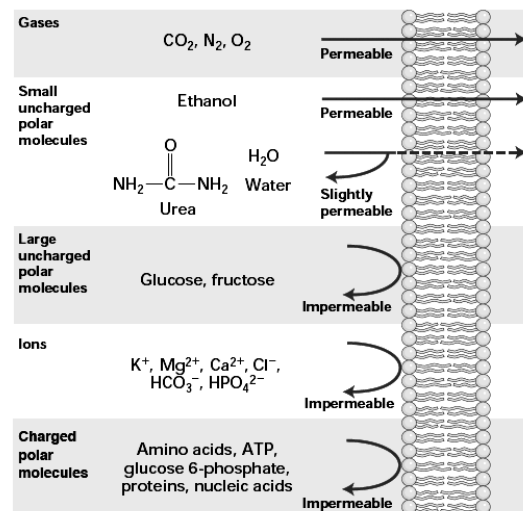 Gases
CO₂, N₂, O₂
Permeable
Small
uncharged
polar
molecules
Ethanol
Permeable
O
NH₂—C—NH₂
Urea
H₂O
Water
Slightly
permeable
Large
uncharged
polar
molecules
Glucose, fructose
Impermeable
Ions
K⁺, Mg²⁺, Ca²⁺, Cl⁻,
HCO₃⁻, HPO₄²⁻
Impermeable
Charged
polar
molecules
Amino acids, ATP,
glucose 6-phosphate,
proteins, nucleic acids
Impermeable